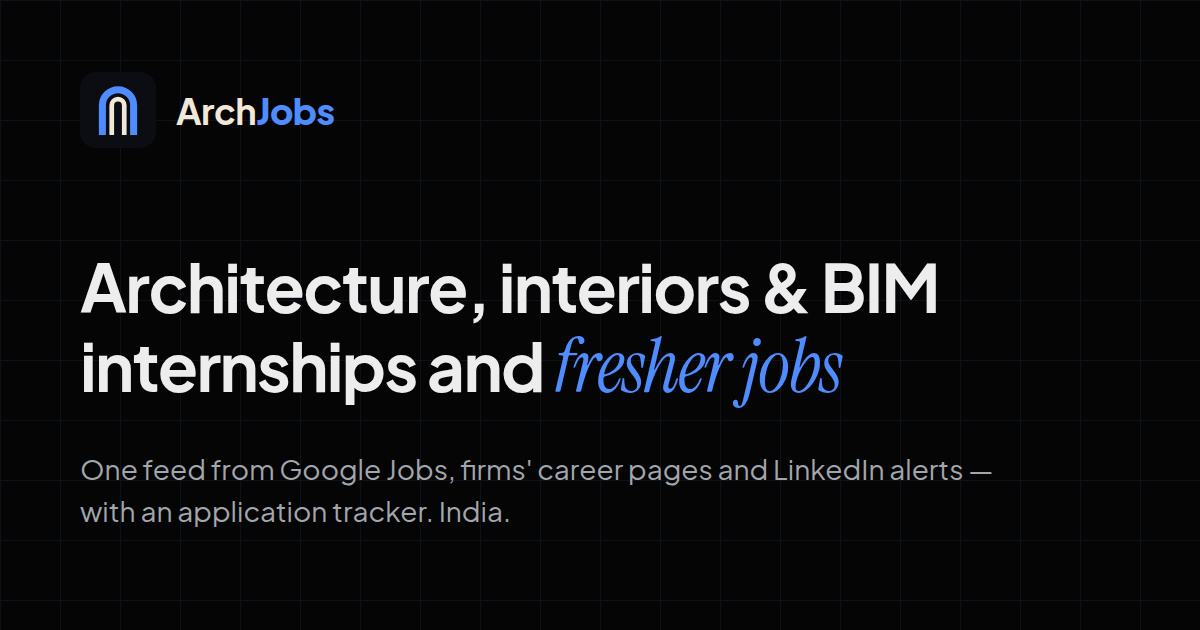 ArchJobs
Architecture, interiors & BIM
internships and fresher jobs
One feed from Google Jobs, firms' career pages and LinkedIn alerts —
with an application tracker. India.